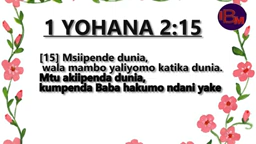 1 YOHANA 2:15
[15] Msiipende dunia,
wala mambo yaliyomo katika dunia.
Mtu akiipenda dunia,
kumpenda Baba hakumo ndani yake